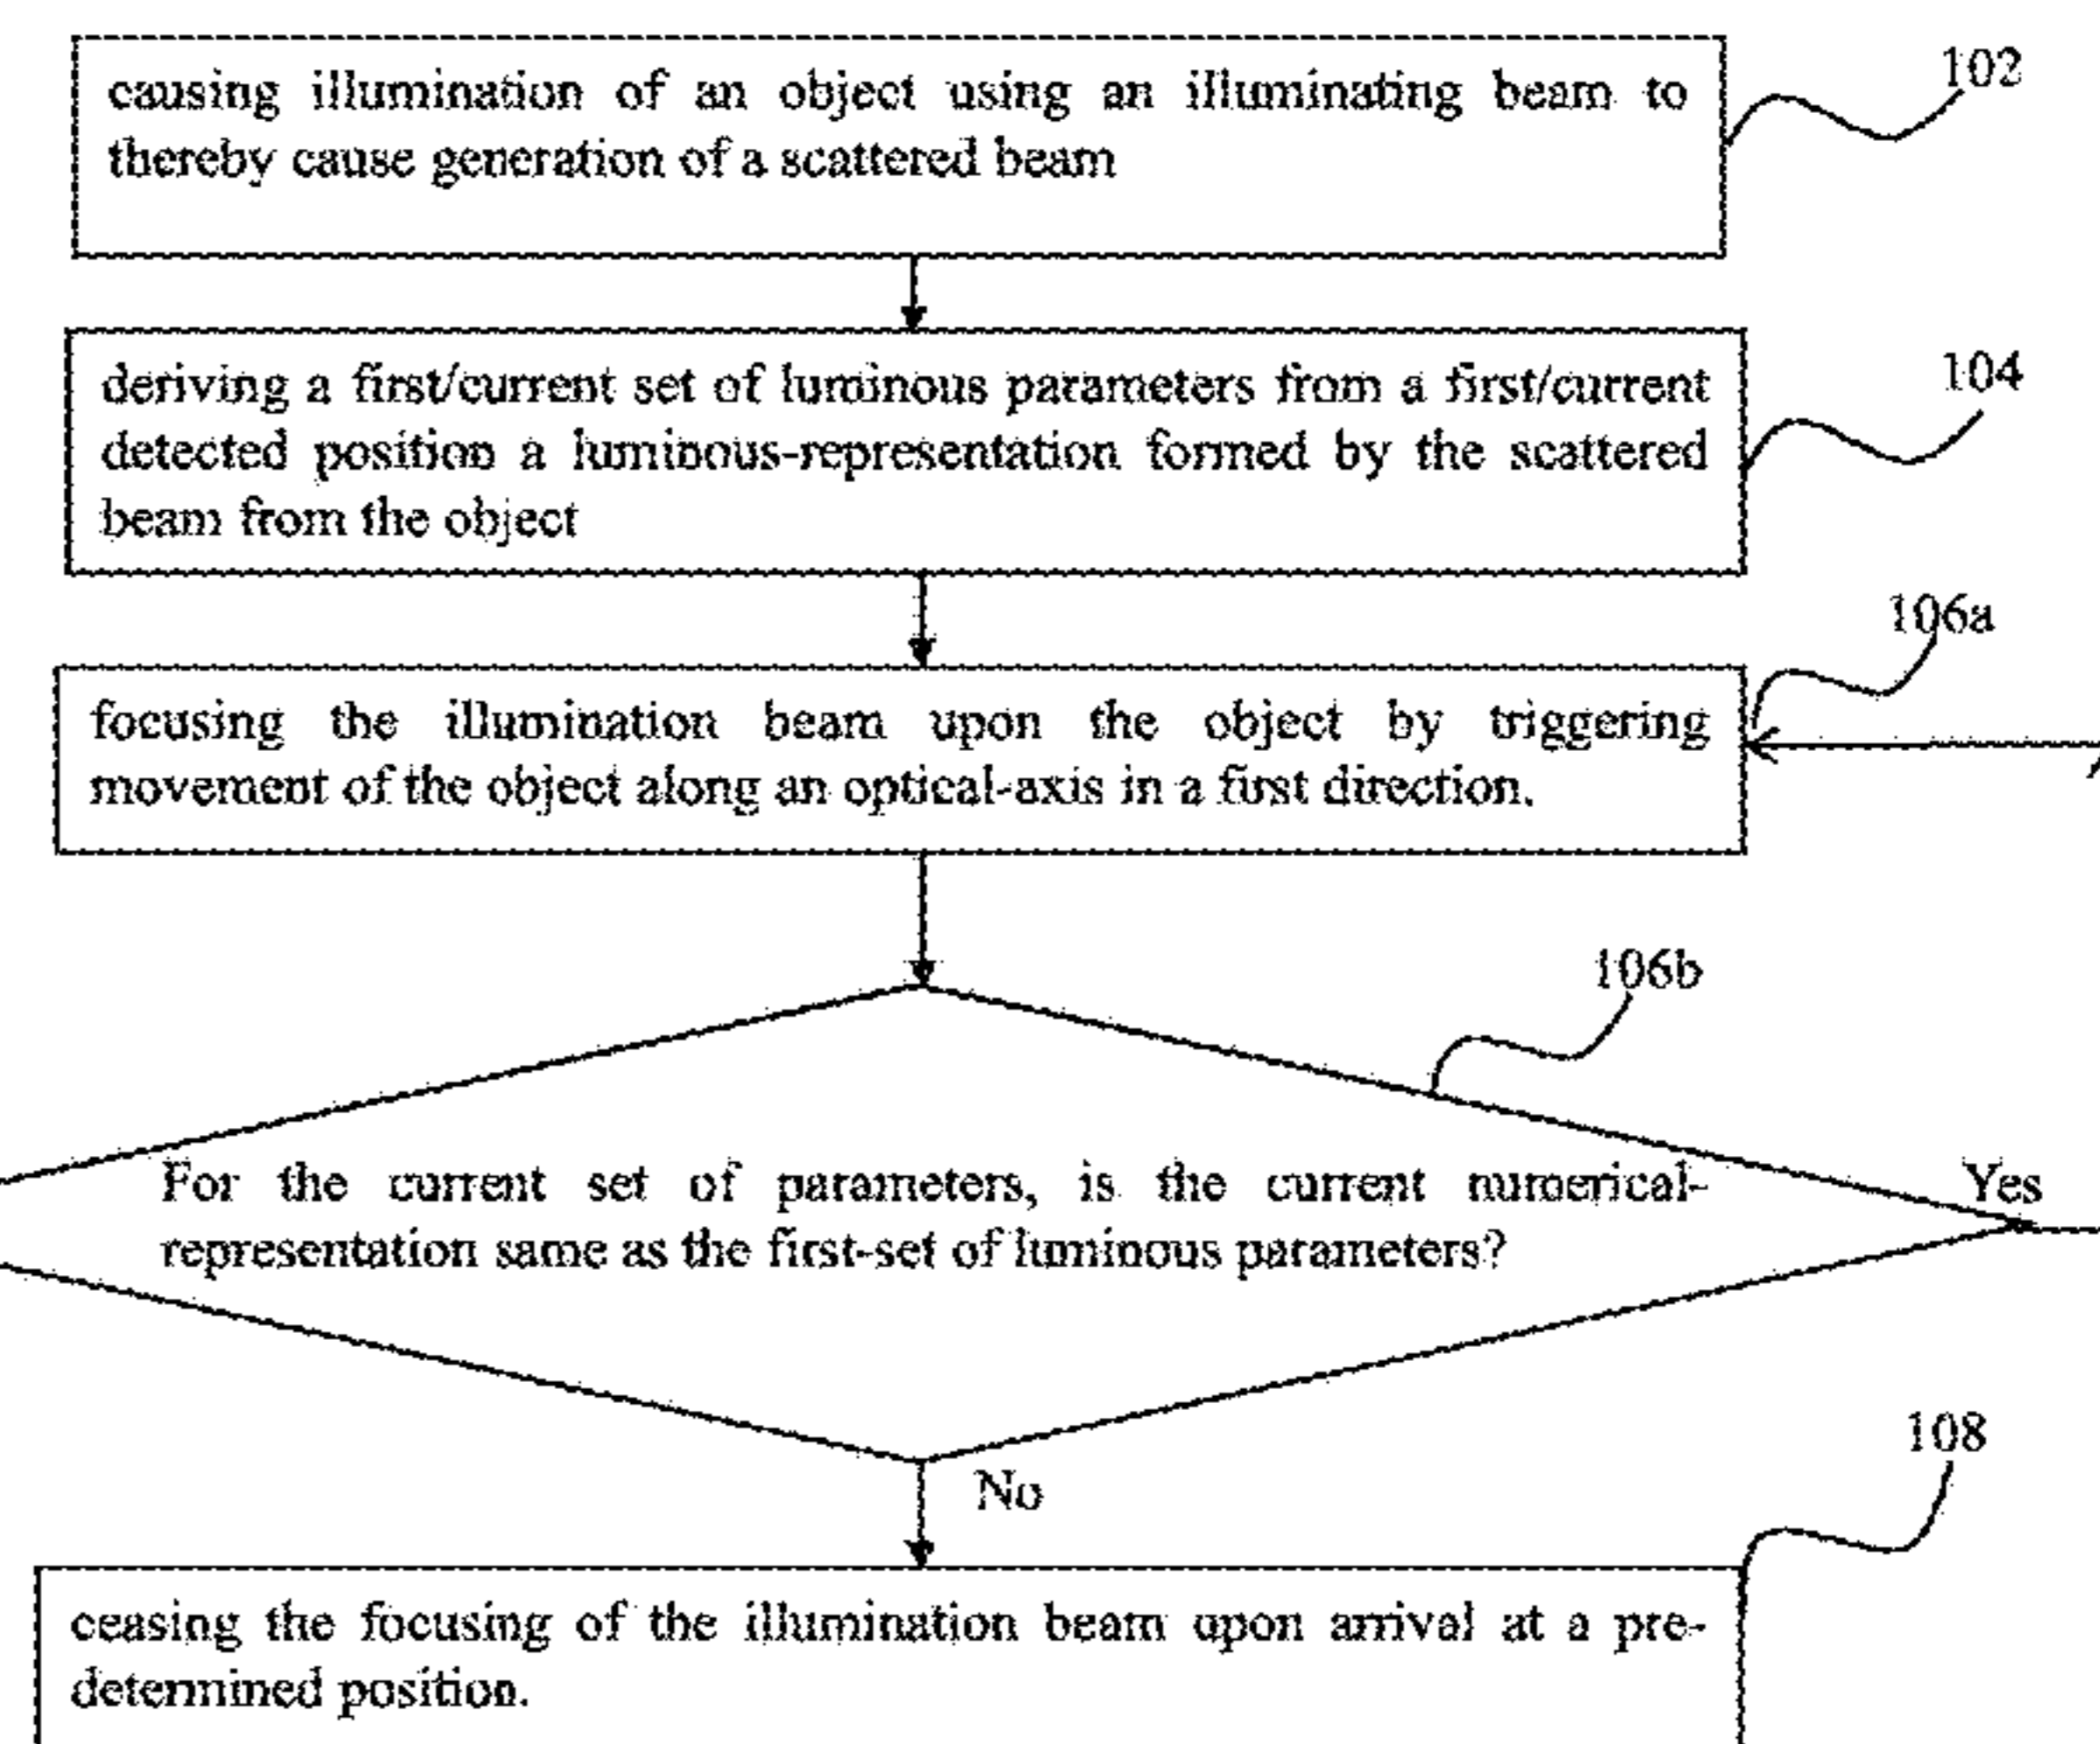 causing illumination of an object using an illuminating beam to
thereby cause generation of a scattered beam
102
deriving a first/current set of luminous parameters from a first/current
detected position a luminous-representation formed by the scattered
beam from the object
104
106a
focusing the illumination beam upon the object by triggering
movement of the object along an optical-axis in a first direction.
106b
For the current set of parameters, is the current numerical-
representation same as the first-set of luminous parameters?
Yes
No
108
ceasing the focusing of the illumination beam upon arrival at a pre-
determined position.